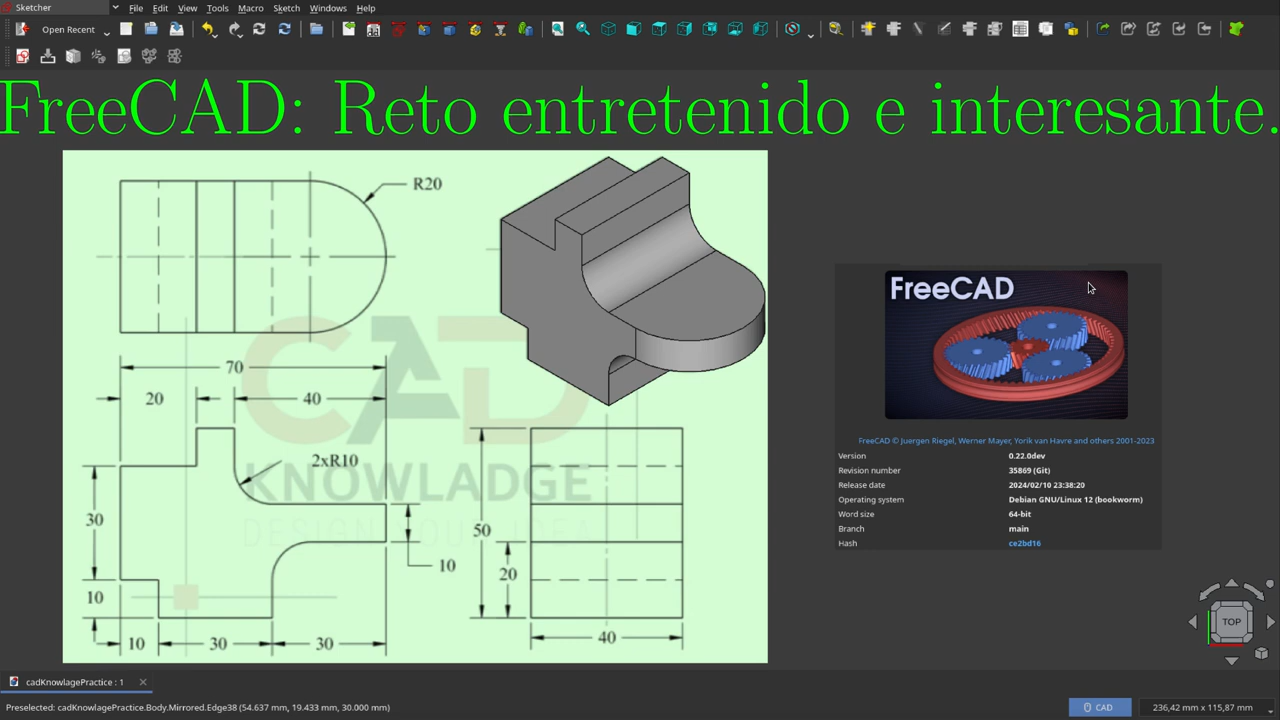 Sketcher
File Edit View Tools Macro Sketch Windows Help
Open Recent
FreeCAD: Reto entretenido e interesante.
R20
70
20
40
2xR10
30
10
10
10
30
30
50
20
40
CAD
KNOWLADGE
DESIGN YOUR IDEA
FreeCAD
FreeCAD © Juergen Riegel, Werner Mayer, Yorik van Havre and others 2001-2023
Version 0.22.0dev
Revision number 35869 (Git)
Release date 2024/02/10 23:38:20
Operating system Debian GNU/Linux 12 (bookworm)
Word size 64-bit
Branch main
Hash ce2bd16
TOP
cadKnowlagePractice : 1
Preselected: cadKnowlagePractice.Body.Mirrored.Edge38 (54.637 mm, 19.433 mm, 30.000 mm)
CAD
236,42 mm x 115,87 mm